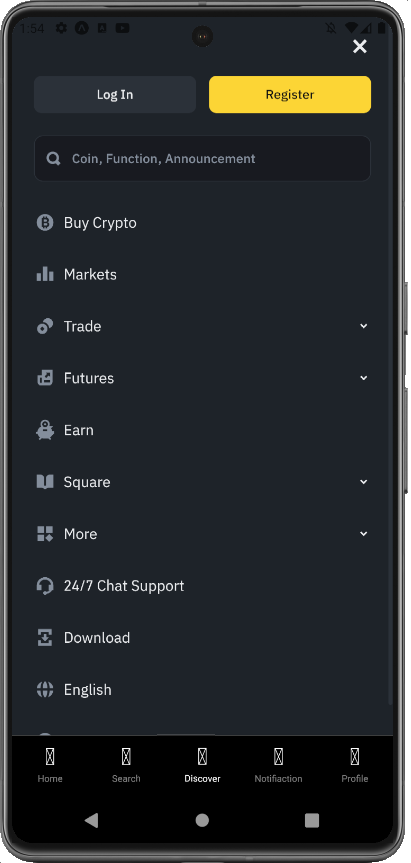 1:54
Log In
Register
Coin, Function, Announcement
Buy Crypto
Markets
Trade
Futures
Earn
Square
More
24/7 Chat Support
Download
English
Home
Search
Discover
Notifiaction
Profile